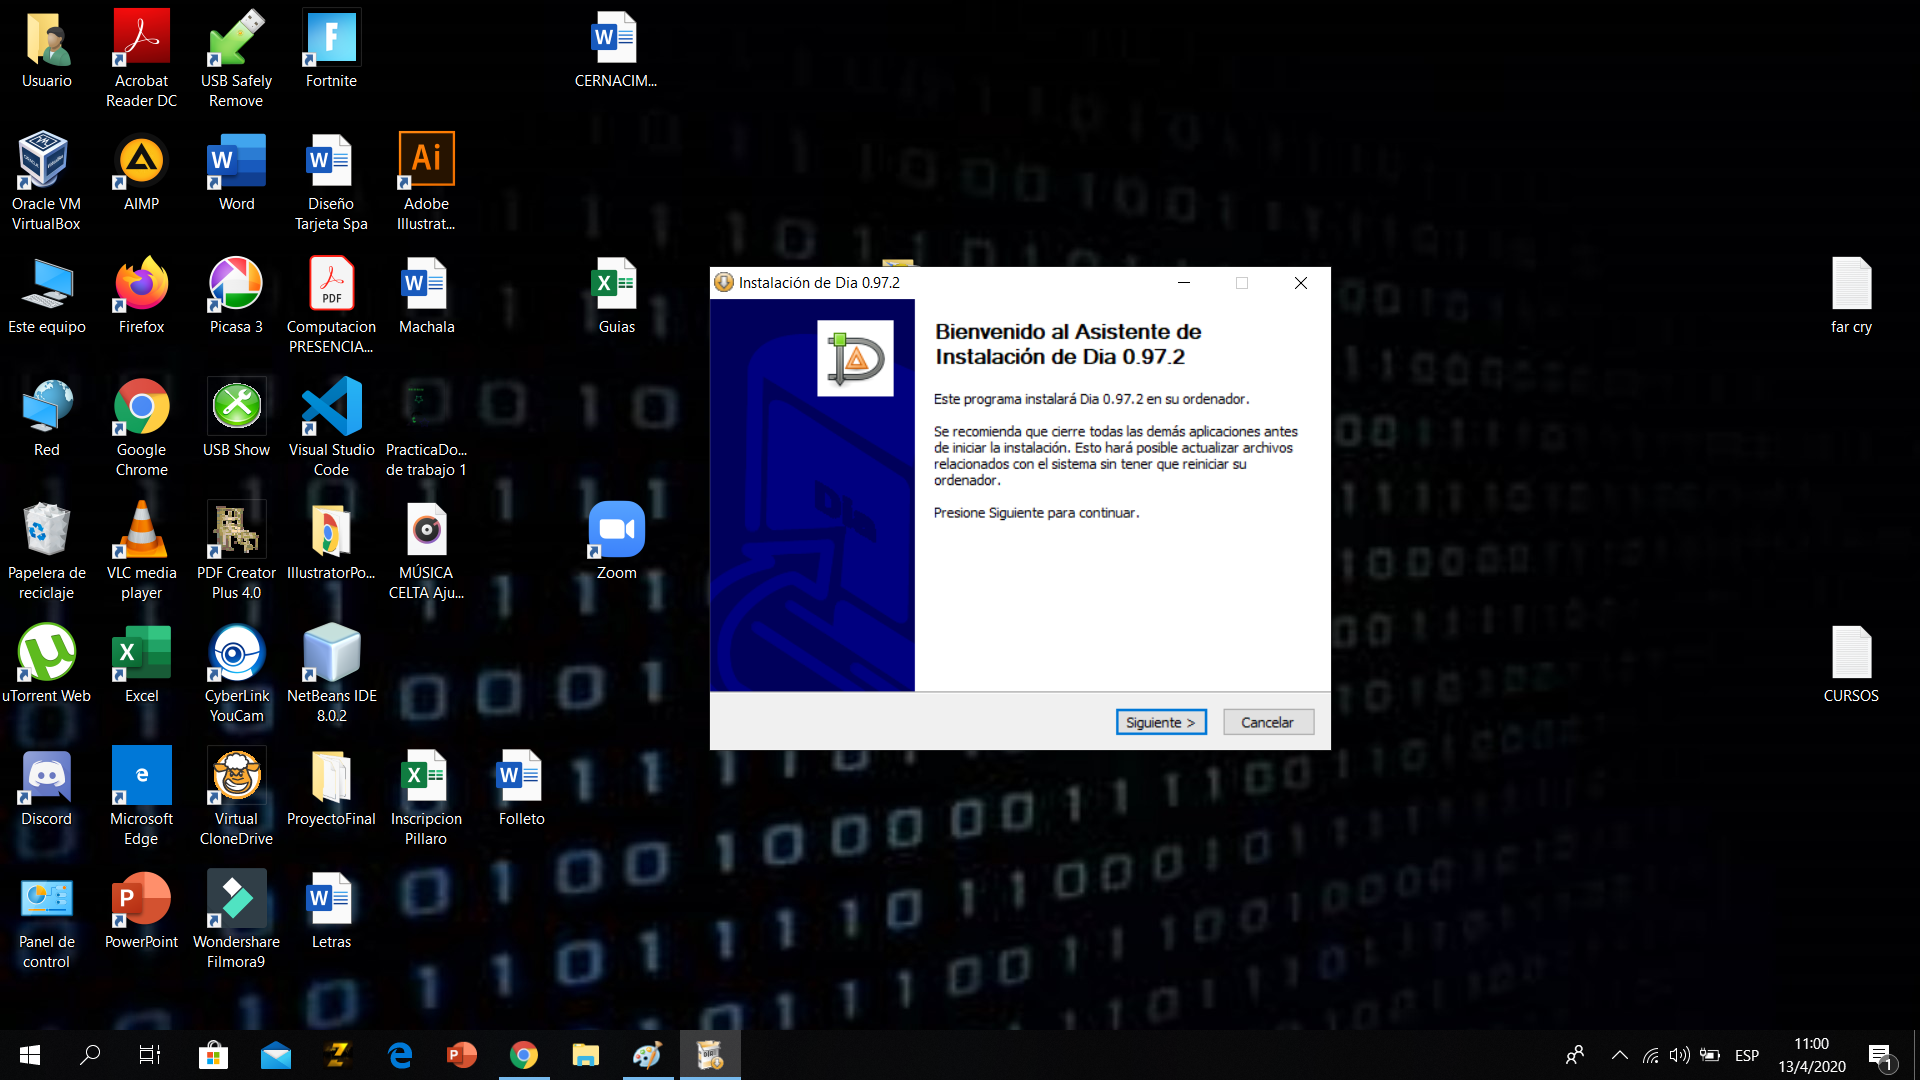 Usuario
Acrobat
Reader DC
USB Safely
Remove
Fortnite
CERNACIM...
Oracle VM
VirtualBox
AIMP
Word
Diseño
Tarjeta Spa
Adobe
Illustrat...
Este equipo
Firefox
Picasa 3
Computacion
PRESENCIA...
Machala
Guias
far cry
Red
Google
Chrome
USB Show
Visual Studio
Code
PracticaDo...
de trabajo 1
Papelera de
reciclaje
VLC media
player
PDF Creator
Plus 4.0
IllustratorPo...
MÚSICA
CELTA Aju...
Zoom
uTorrent Web
Excel
CyberLink
YouCam
NetBeans IDE
8.0.2
CURSOS
Discord
Microsoft
Edge
Virtual
CloneDrive
ProyectoFinal
Inscripcion
Pillaro
Folleto
Panel de
control
PowerPoint
Wondershare
Filmora9
Letras
Instalación de Dia 0.97.2
Bienvenido al Asistente de
Instalación de Dia 0.97.2
Este programa instalará Dia 0.97.2 en su ordenador.
Se recomienda que cierre todas las demás aplicaciones antes
de iniciar la instalación. Esto hará posible actualizar archivos
relacionados con el sistema sin tener que reiniciar su
ordenador.
Presione Siguiente para continuar.
Siguiente >
Cancelar
ESP
11:00
13/4/2020
1